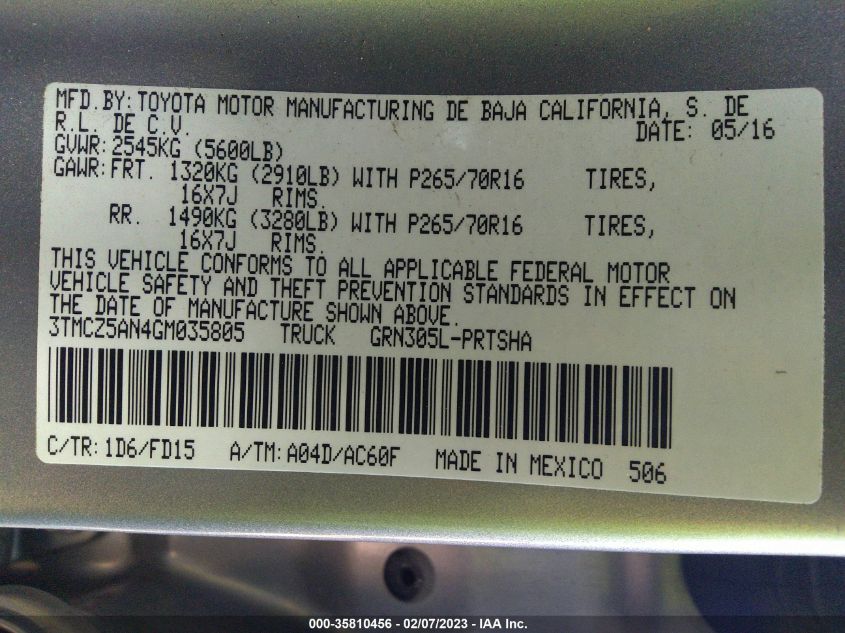 MFD.BY: TOYOTA MOTOR MANUFACTURING DE BAJA CALIFORNIA, S. DE
R.L. DE C.V. DATE: 05/16
GVWR: 2545KG (5600LB)
GAWR: FRT. 1320KG (2910LB) WITH P265/70R16 TIRES,
16X7J RIMS.
RR. 1490KG (3280LB) WITH P265/70R16 TIRES,
16X7J RIMS.
THIS VEHICLE CONFORMS TO ALL APPLICABLE FEDERAL MOTOR
VEHICLE SAFETY AND THEFT PREVENTION STANDARDS IN EFFECT ON
THE DATE OF MANUFACTURE SHOWN ABOVE.
3TMCZ5AN4GM035805 TRUCK GRN305L-PRTSHA
C/TR: 1D6/FD15 A/TM: A04D/AC60F MADE IN MEXICO 506
000-35810456 - 02/07/2023 - IAA Inc.